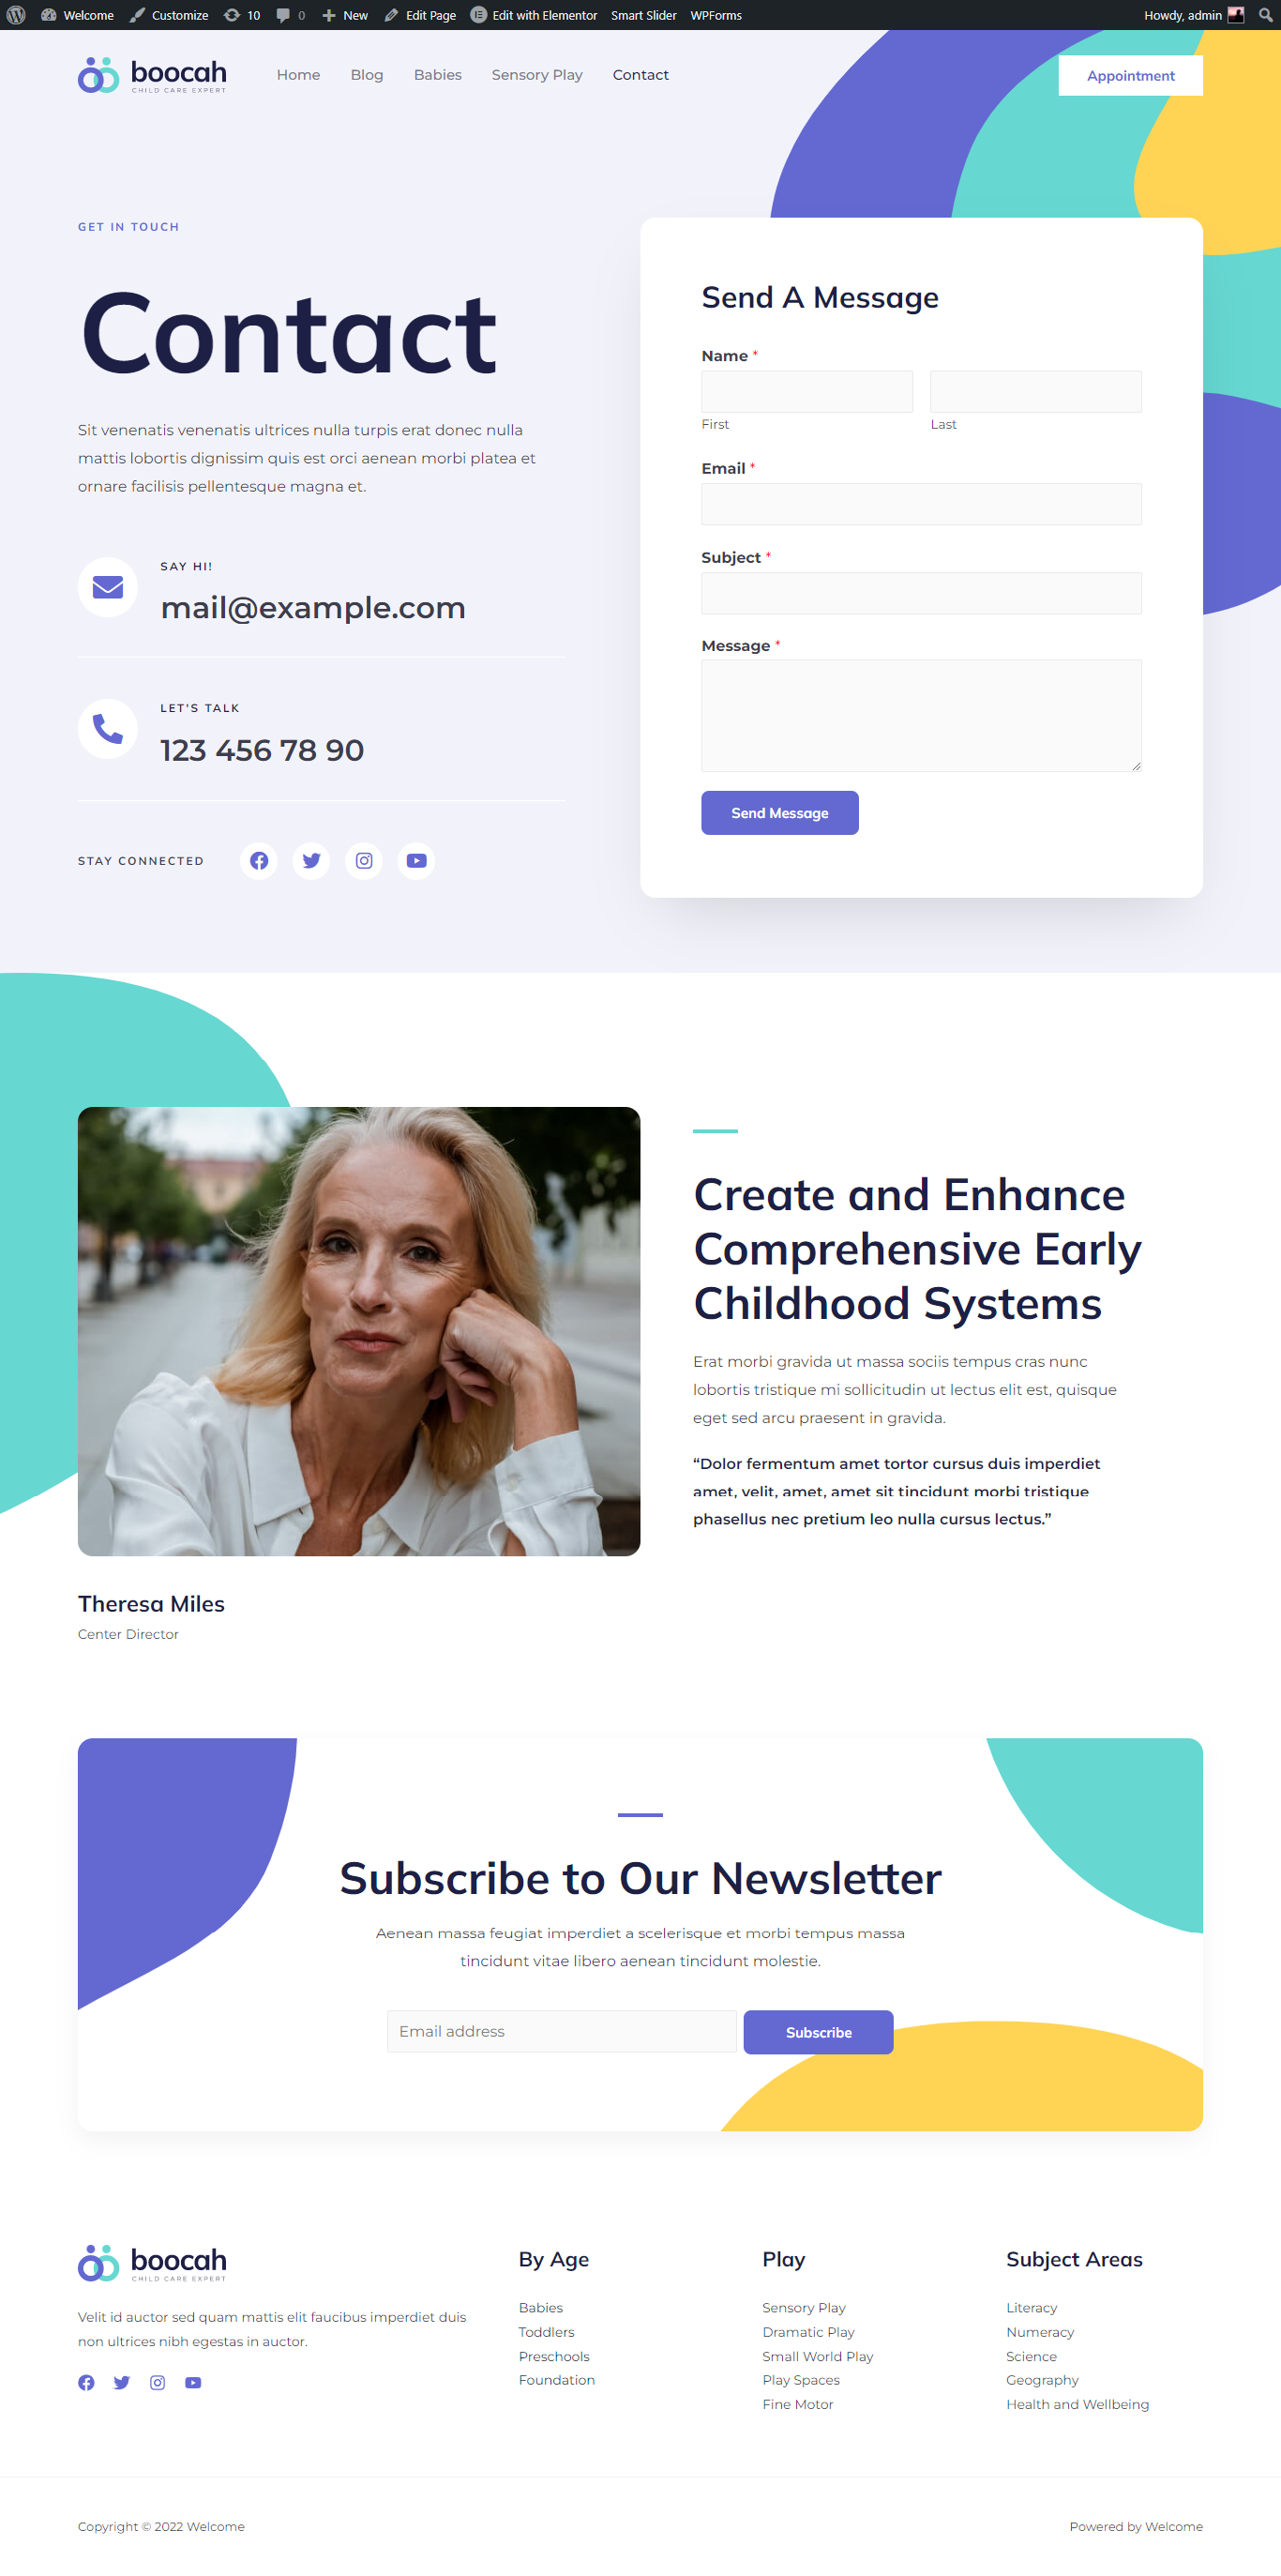 Welcome Customize 10 0 New Edit Page Edit with Elementor Smart Slider WPForms Howdy, admin
boocah
CHILD CARE EXPERT
Home Blog Babies Sensory Play Contact
Appointment
GET IN TOUCH
Contact
Sit venenatis venenatis ultrices nulla turpis erat donec nulla
mattis lobortis dignissim quis est orci aenean morbi platea et
ornare facilisis pellentesque magna et.
SAY HI!
mail@example.com
LET'S TALK
123 456 78 90
STAY CONNECTED
Send A Message
Name *
First Last
Email *
Subject *
Message *
Send Message
Create and Enhance
Comprehensive Early
Childhood Systems
Erat morbi gravida ut massa sociis tempus cras nunc
lobortis tristique mi sollicitudin ut lectus elit est, quisque
eget sed arcu praesent in gravida.
“Dolor fermentum amet tortor cursus duis imperdiet
amet, velit, amet, amet sit tincidunt morbi tristique
phasellus nec pretium leo nulla cursus lectus.”
Theresa Miles
Center Director
Subscribe to Our Newsletter
Aenean massa feugiat imperdiet a scelerisque et morbi tempus massa
tincidunt vitae libero aenean tincidunt molestie.
Email address
Subscribe
boocah
CHILD CARE EXPERT
Velit id auctor sed quam mattis elit faucibus imperdiet duis
non ultrices nibh egestas in auctor.
By Age
Babies
Toddlers
Preschools
Foundation
Play
Sensory Play
Dramatic Play
Small World Play
Play Spaces
Fine Motor
Subject Areas
Literacy
Numeracy
Science
Geography
Health and Wellbeing
Copyright © 2022 Welcome
Powered by Welcome